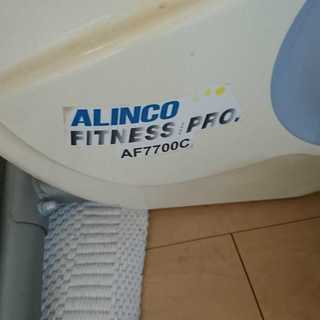 ALINCO
FITNESS PRO.
AF7700C